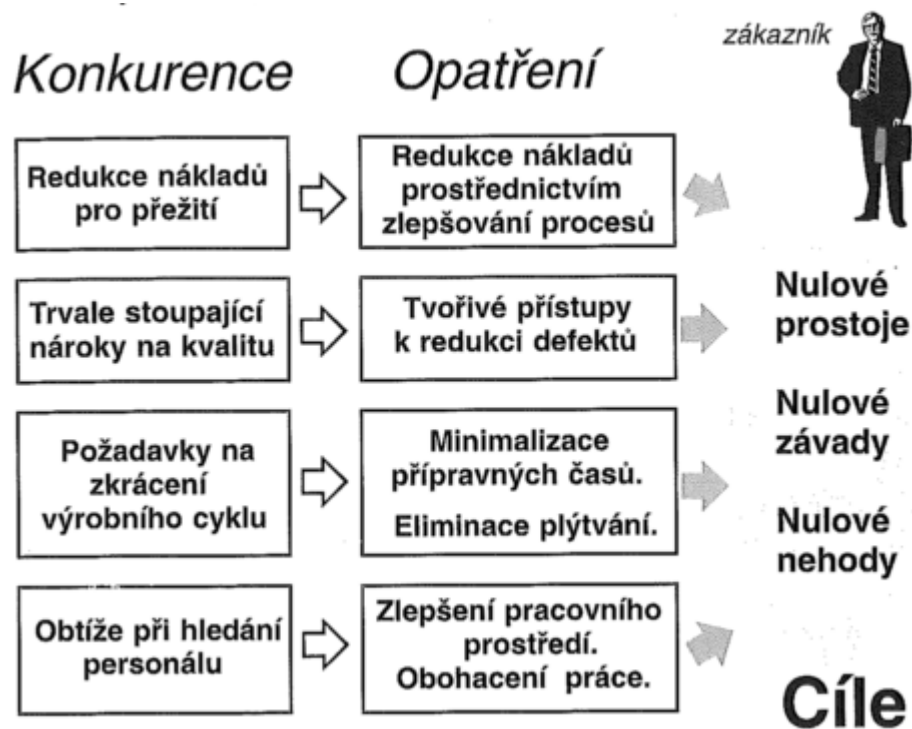 zákazník
Konkurence
Opatření
Redukce nákladů
pro přežití
Redukce nákladů
prostřednictvím
zlepšování procesů
Trvale stoupající
nároky na kvalitu
Tvořivé přístupy
k redukci defektů
Nulové
prostoje
Požadavky na
zkrácení
výrobního cyklu
Minimalizace
přípravných časů.
Eliminace plýtvání.
Nulové
závady
Nulové
nehody
Obtíže při hledání
personálu
Zlepšení pracovního
prostředí.
Obohacení práce.
Cíle